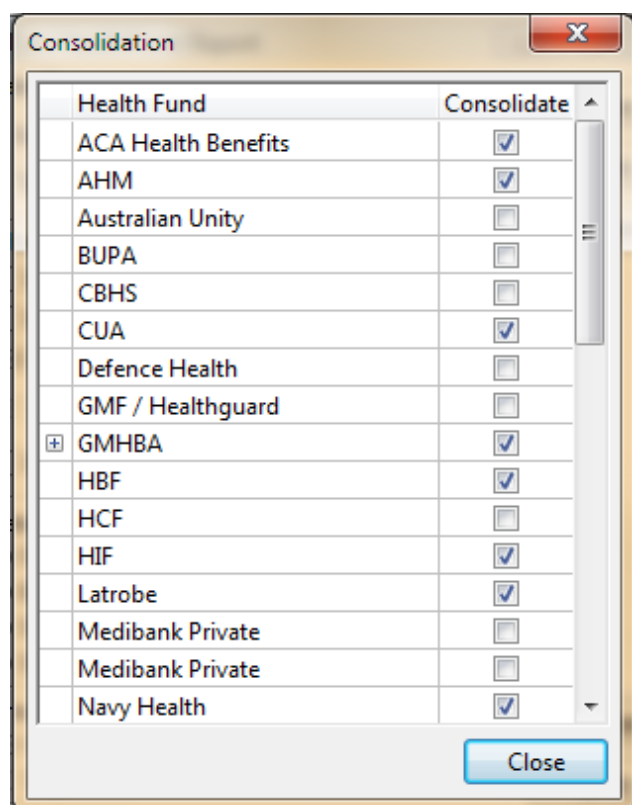 Consolidation
Health Fund Consolidate
ACA Health Benefits
AHM
Australian Unity
BUPA
CBHS
CUA
Defence Health
GMF / Healthguard
GMHBA
HBF
HCF
HIF
Latrobe
Medibank Private
Medibank Private
Navy Health
Close